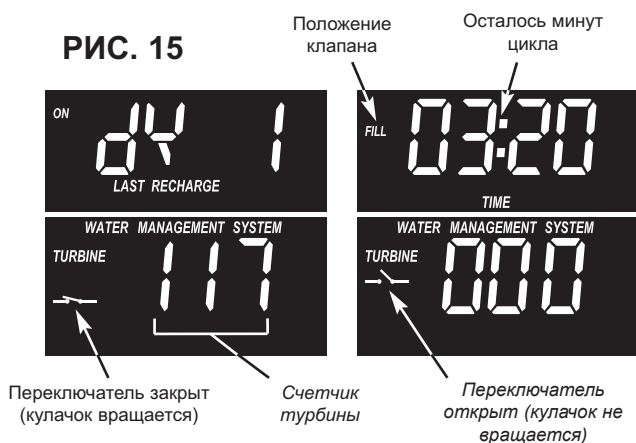 РИС. 15
Положение
клапана
Осталось минут
цикла
ON
dY 1
LAST RECHARGE
FILL
03:20
TIME
WATER MANAGEMENT SYSTEM
TURBINE
117
WATER MANAGEMENT SYSTEM
TURBINE
000
Переключатель закрыт
(кулачок вращается)
Счетчик
турбины
Переключатель
открыт (кулачок не
вращается)